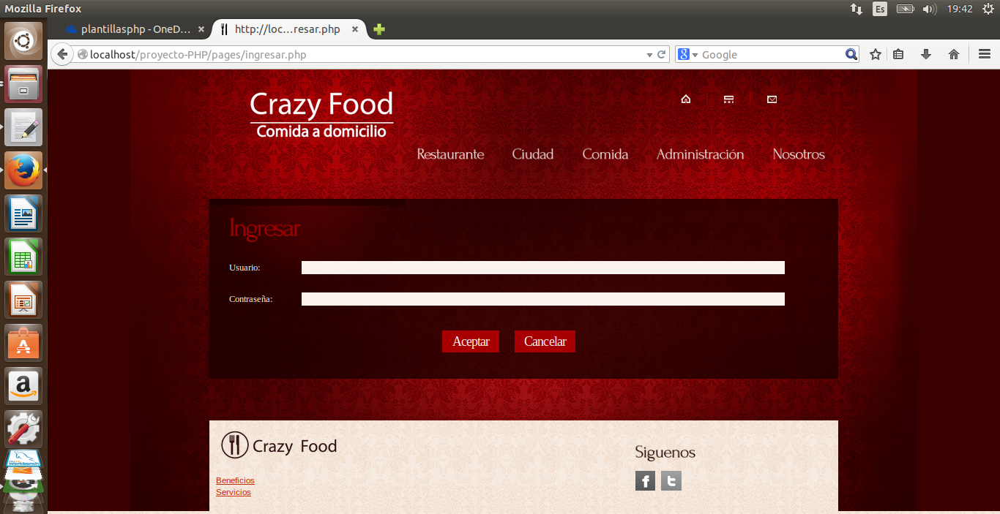 Mozilla Firefox
Es
19:42
plantillasphp - OneD...
http://loc...resar.php
localhost/proyecto-PHP/pages/ingresar.php
Google
Crazy Food
Comida a domicilio
Restaurante Ciudad Comida Administración Nosotros
Ingresar
Usuario:
Contraseña:
Aceptar Cancelar
Crazy Food
Siguenos
Beneficios
Servicios